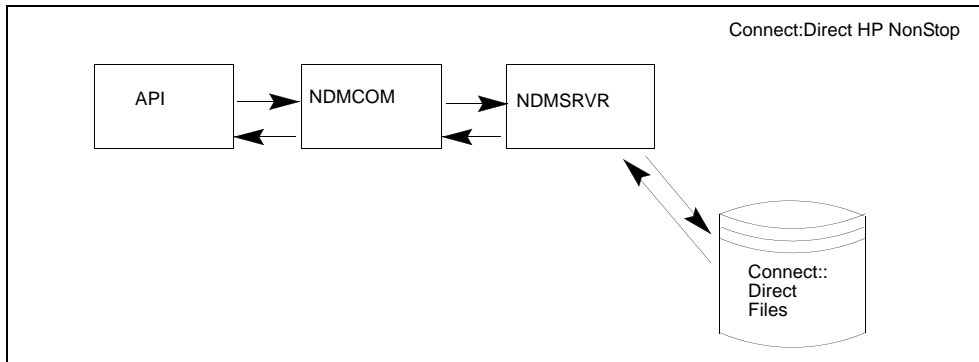 Connect:Direct HP NonStop
API
NDMCOM
NDMSRVR
Connect::
Direct
Files